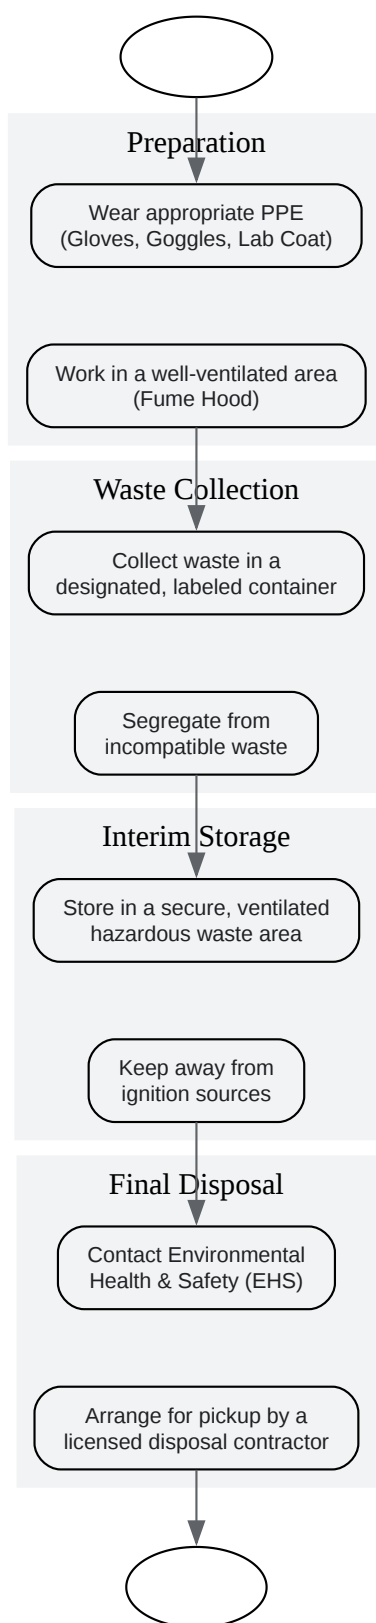 Preparation
Wear appropriate PPE
(Gloves, Goggles, Lab Coat)
Work in a well-ventilated area
(Fume Hood)
Waste Collection
Collect waste in a
designated, labeled container
Segregate from
incompatible waste
Interim Storage
Store in a secure, ventilated
hazardous waste area
Keep away from
ignition sources
Final Disposal
Contact Environmental
Health & Safety (EHS)
Arrange for pickup by a
licensed disposal contractor